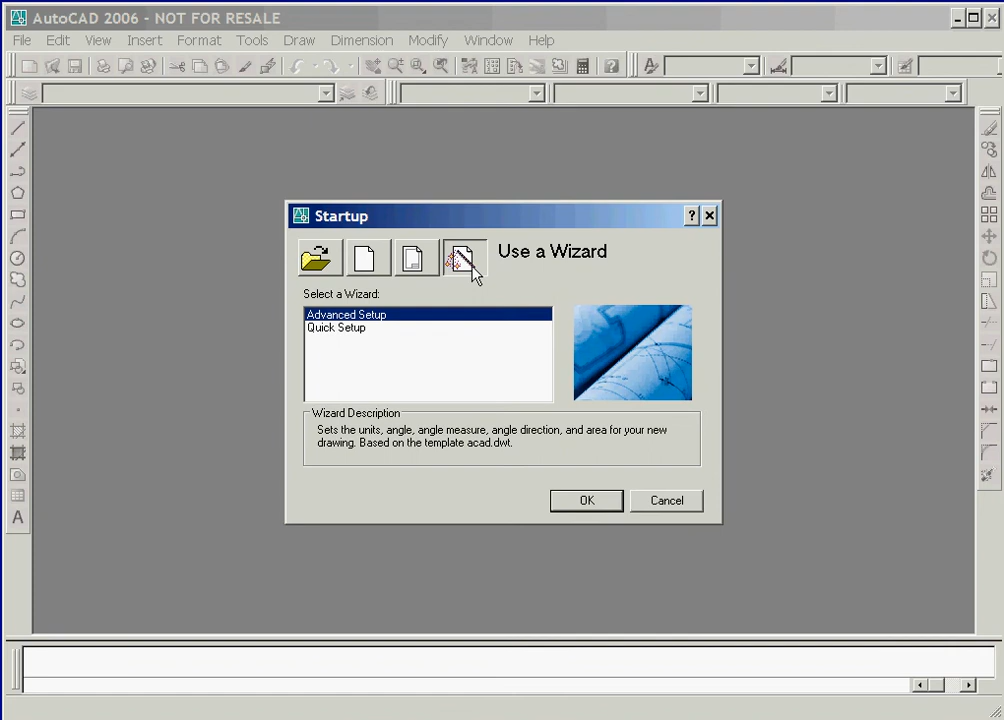 AutoCAD 2006 - NOT FOR RESALE
File Edit View Insert Format Tools Draw Dimension Modify Window Help
Startup
Use a Wizard
Select a Wizard:
Advanced Setup
Quick Setup
Wizard Description
Sets the units, angle, angle measure, angle direction, and area for your new
drawing. Based on the template acad.dwt.
OK Cancel
A